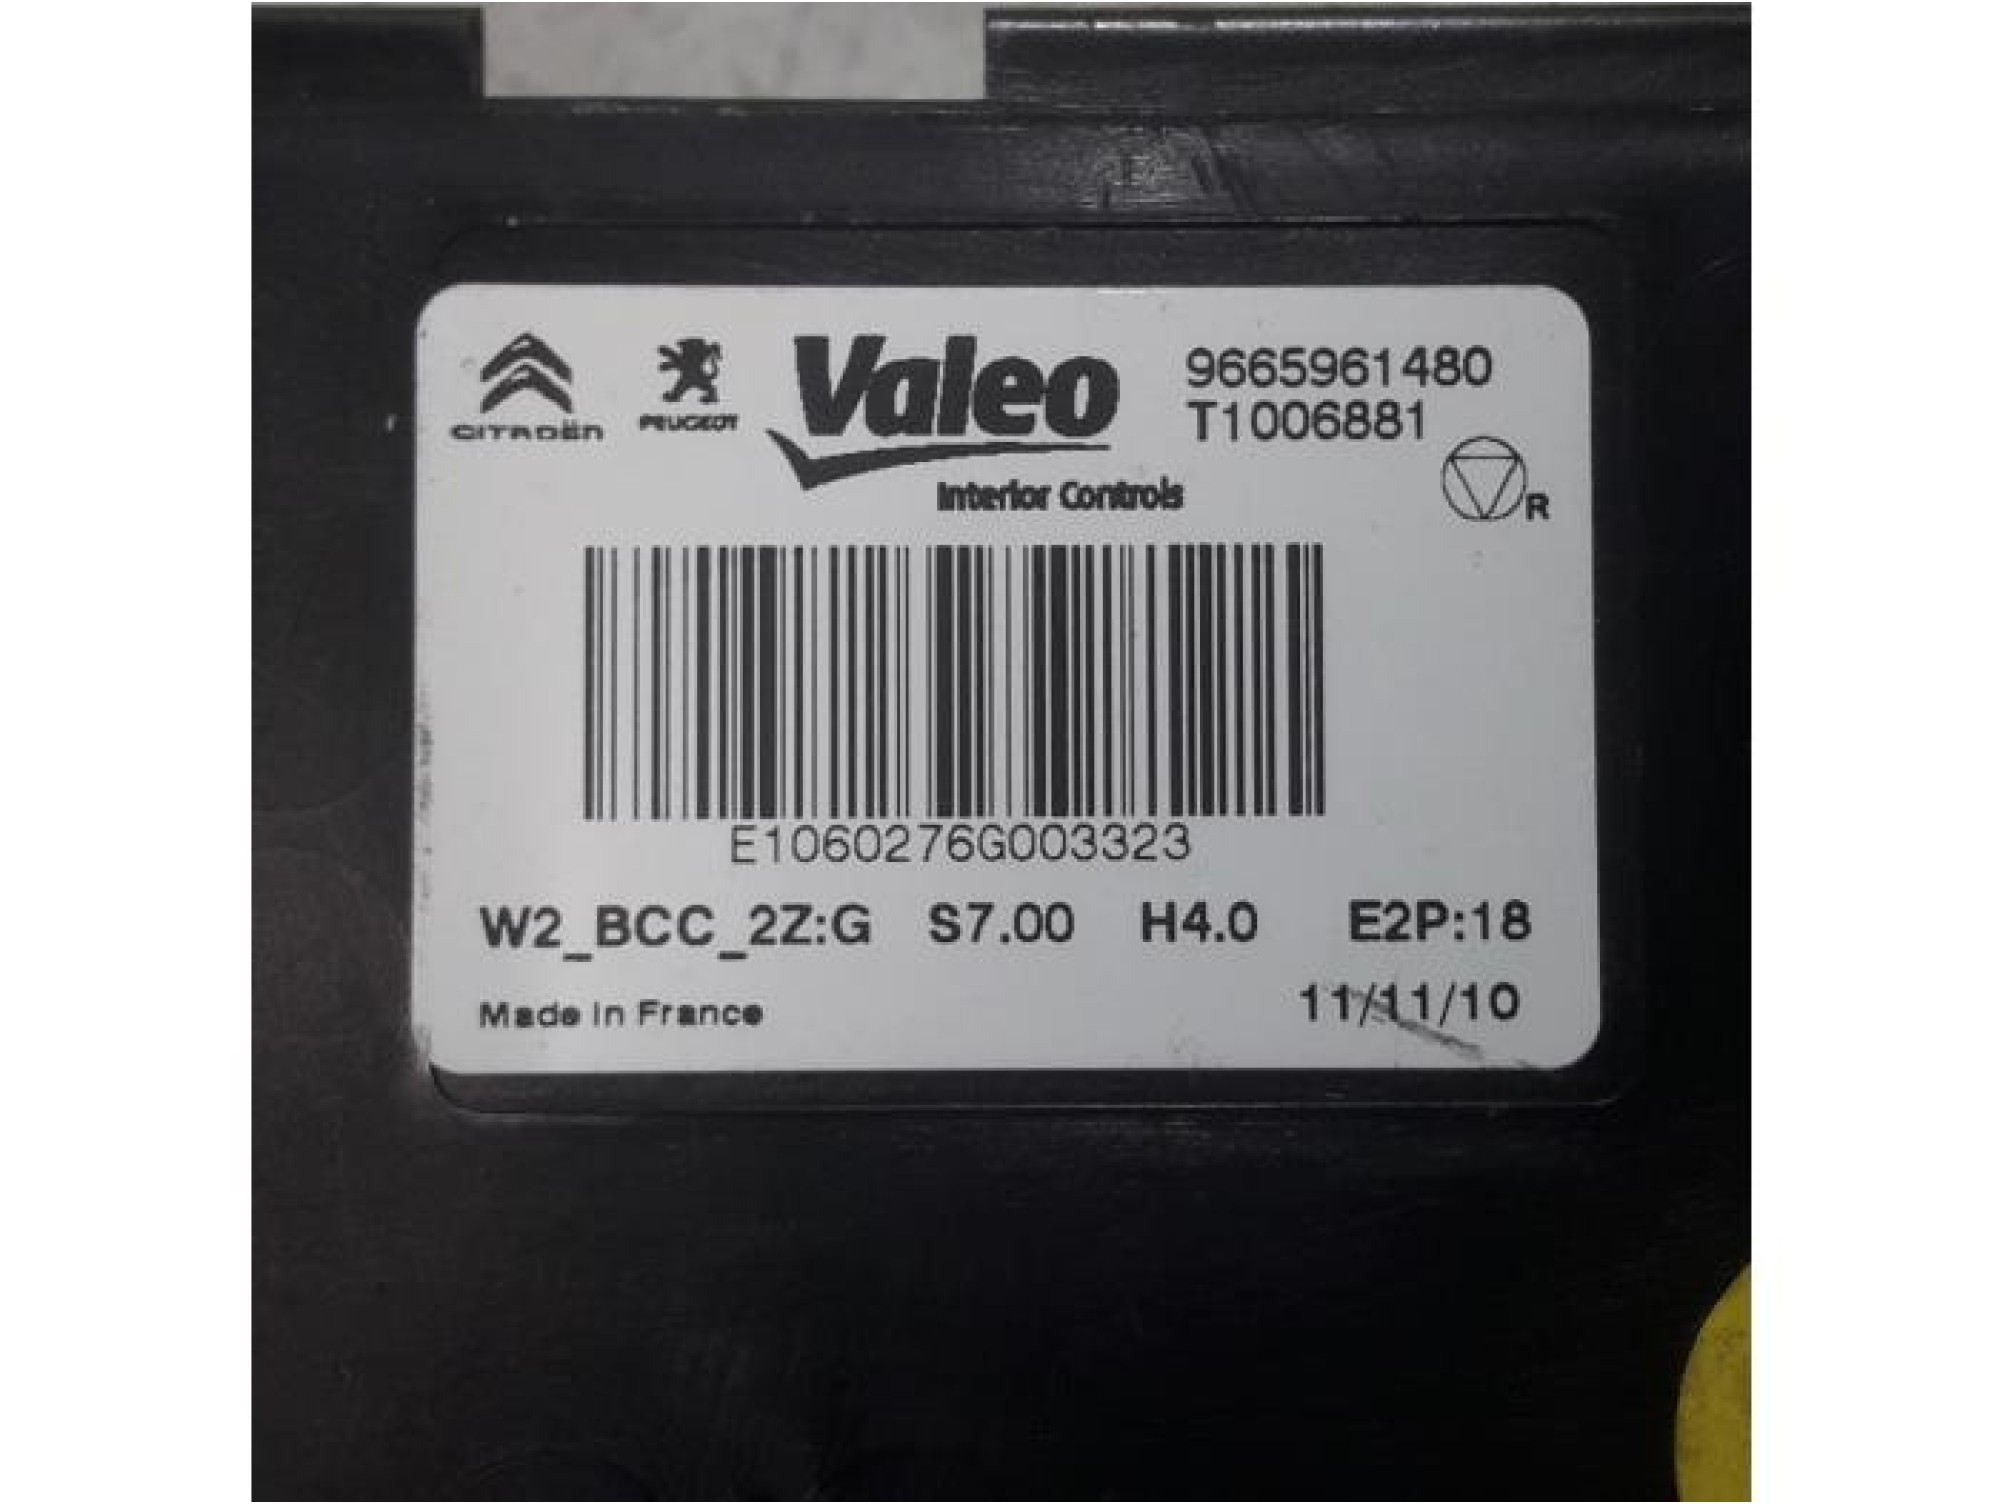 CITROËN PEUGEOT Valeo 9665961480
T1006881
Interior Controls R
E1060276G003323
W2_BCC_2Z:G S7.00 H4.0 E2P:18
Made in France 11/11/10